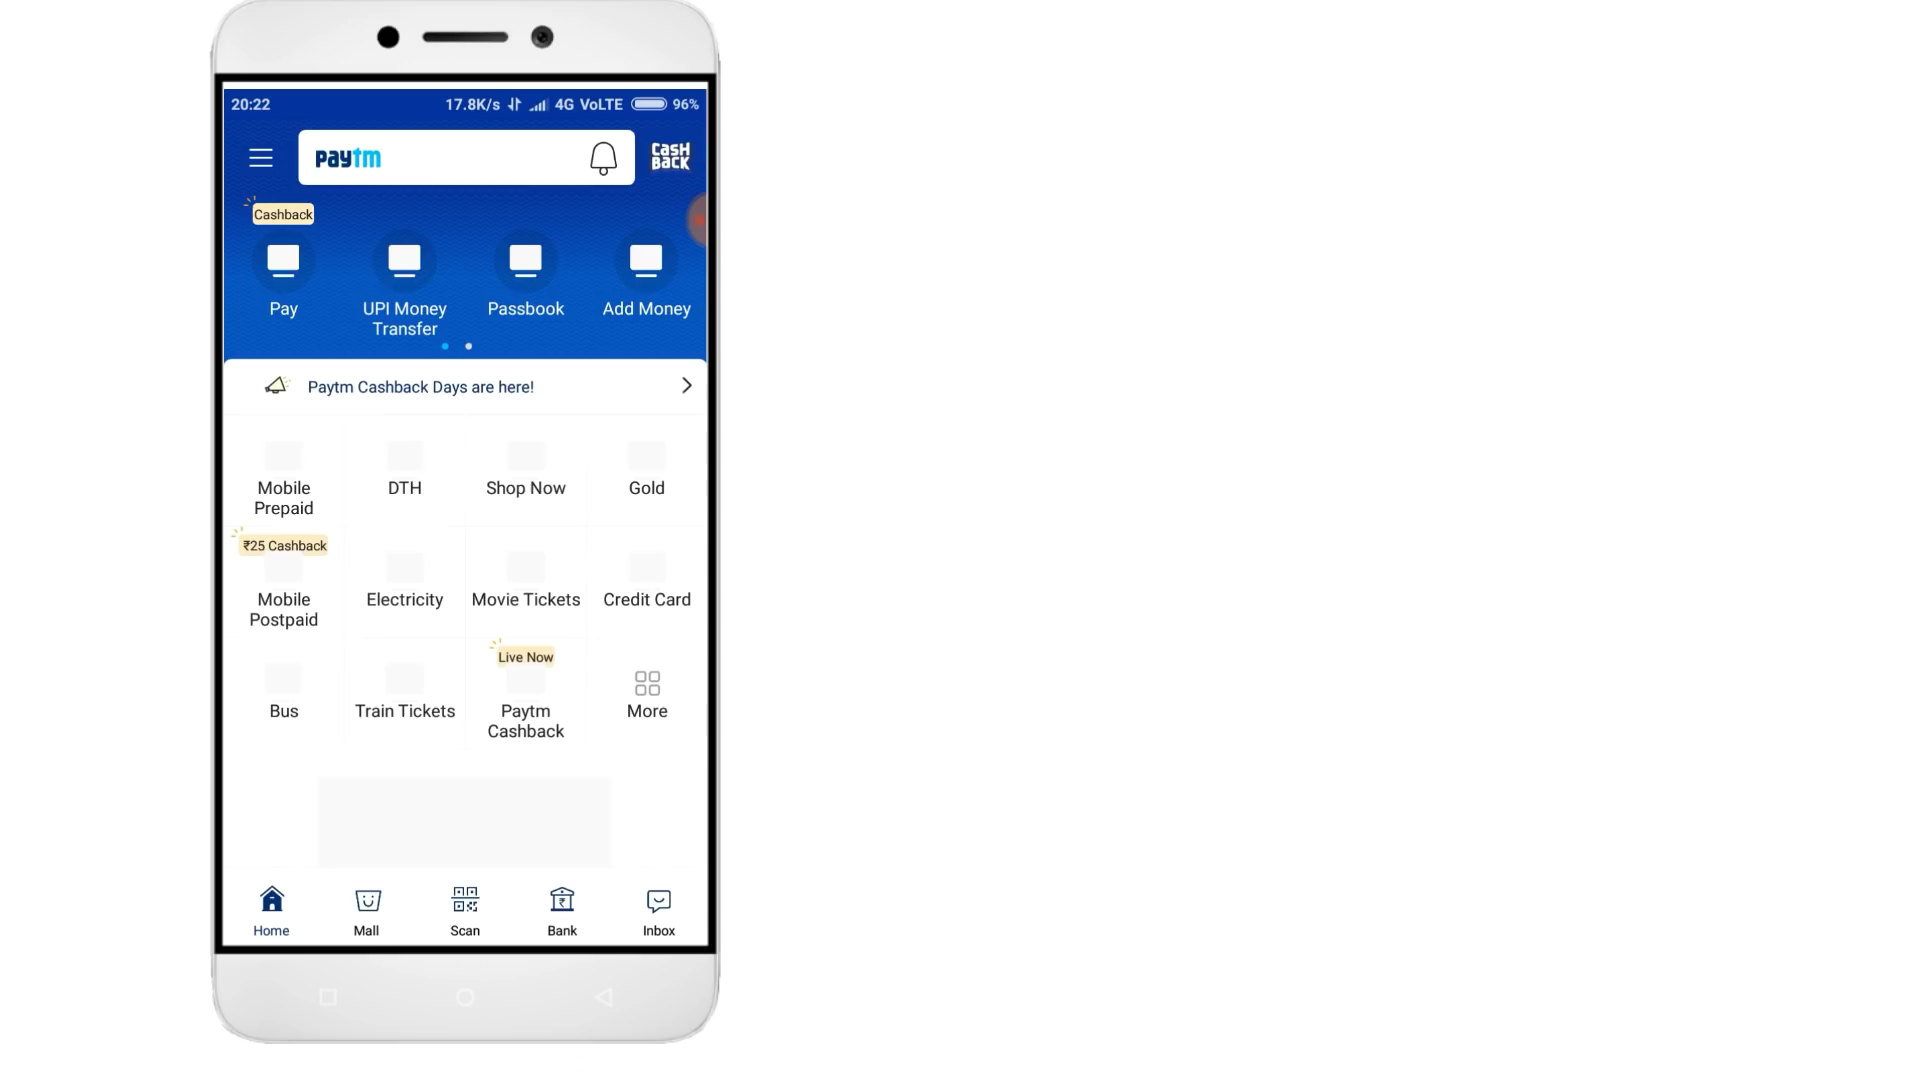 20:22 17.8K/s 4G VoLTE 96%
paytm
CASH
BACK
Cashback
Pay
UPI Money
Transfer
Passbook
Add Money
Paytm Cashback Days are here!
Mobile
Prepaid
DTH
Shop Now
Gold
₹25 Cashback
Mobile
Postpaid
Electricity
Movie Tickets
Credit Card
Bus
Train Tickets
Live Now
Paytm
Cashback
More
Home
Mall
Scan
Bank
Inbox